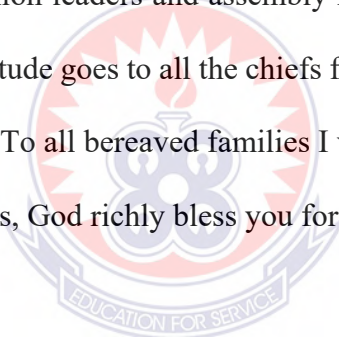 ion leaders and assembly
tude goes to all the chiefs f
To all bereaved families I
s, God richly bless you for
EDUCATION FOR SERVICE